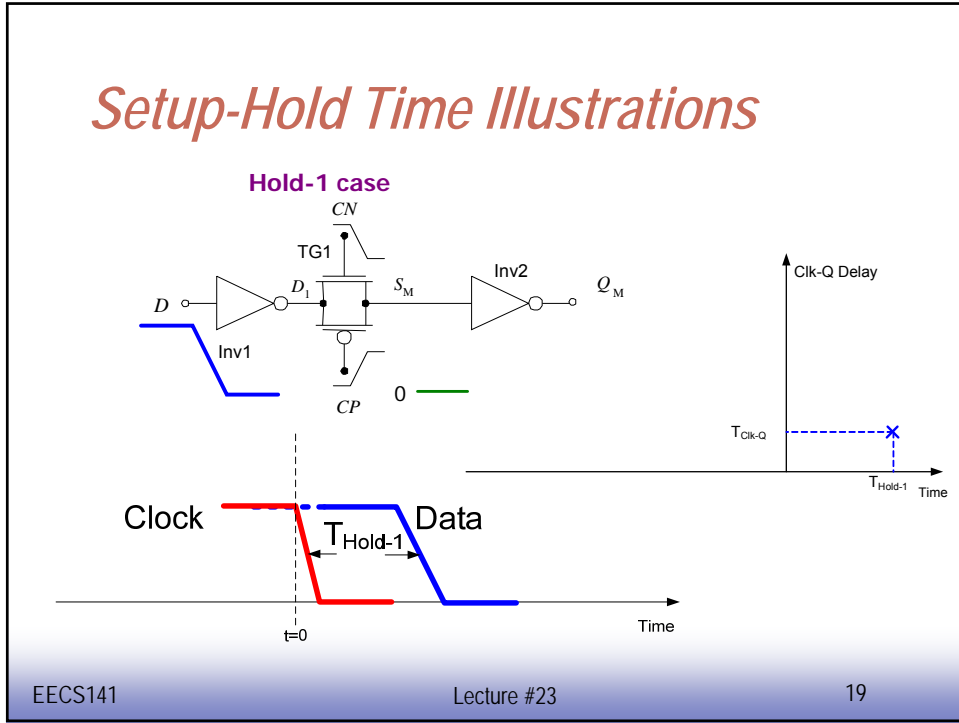 Setup-Hold Time Illustrations
Hold-1 case
CN
TG1
Inv2
D
D1
SM
QM
Inv1
CP
0
Clk-Q Delay
TClk-Q
THold-1
Time
Clock
THold-1
Data
t=0
Time
EECS141
Lecture #23
19